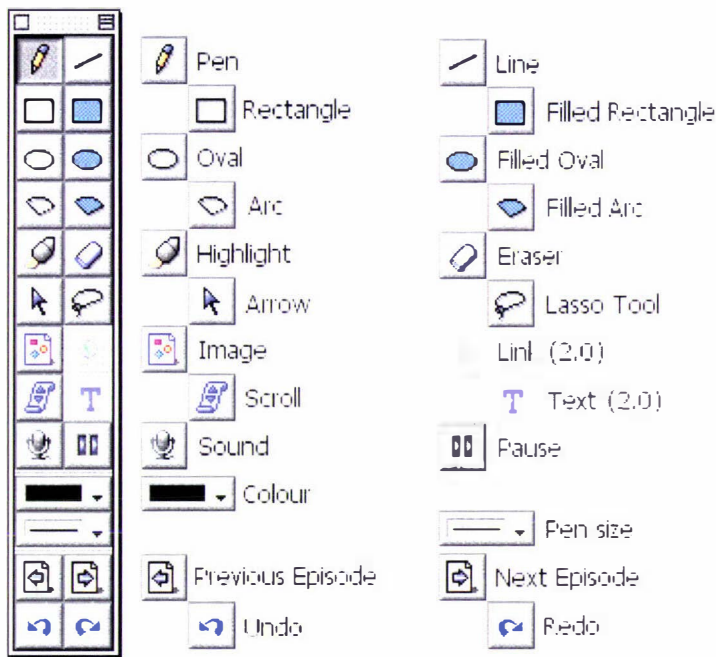 Pen
Line
Rectangle
Filled Rectangle
Oval
Filled Oval
Arc
Filled Arc
Highlight
Eraser
Arrow
Lasso Tool
Image
Link (2.0)
Scroll
T
T
Text (2.0)
Sound
Pause
Colour
Pen size
Previous Episode
Next Episode
Undo
Redo